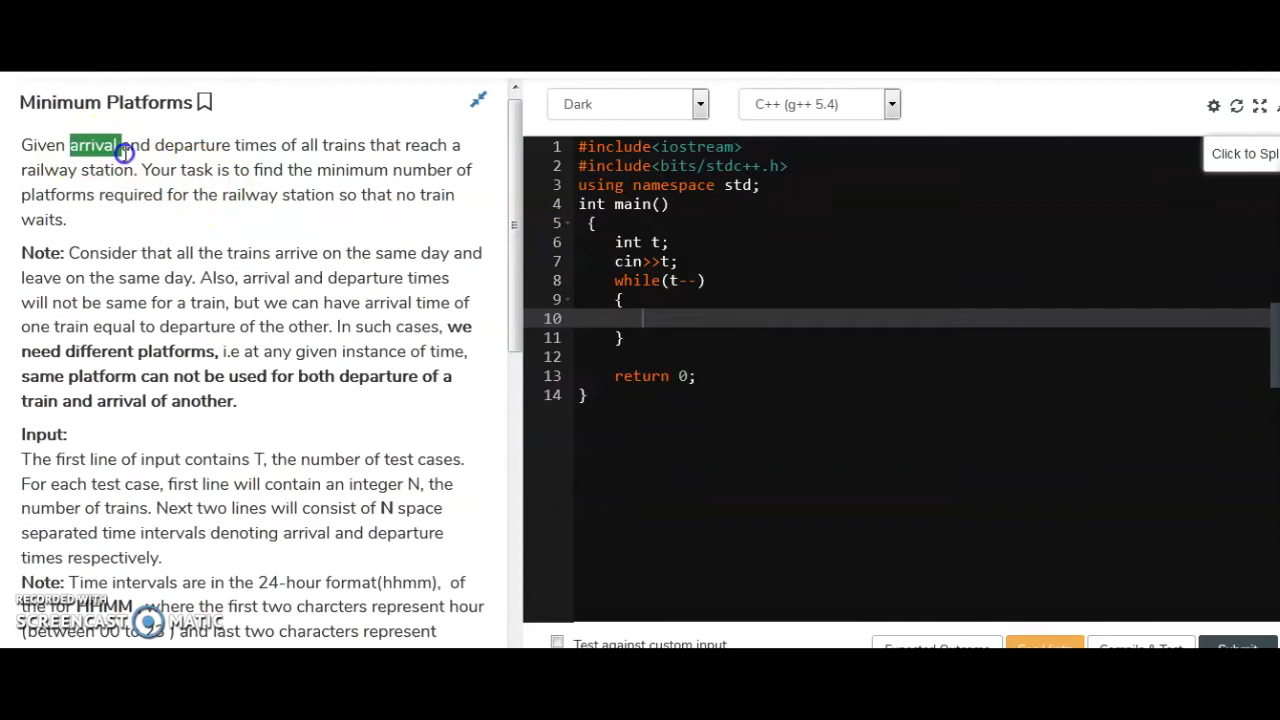 Minimum Platforms
Given arrival and departure times of all trains that reach a
railway station. Your task is to find the minimum number of
platforms required for the railway station so that no train
waits.
Note: Consider that all the trains arrive on the same day and
leave on the same day. Also, arrival and departure times
will not be same for a train, but we can have arrival time of
one train equal to departure of the other. In such cases, we
need different platforms, i.e at any given instance of time,
same platform can not be used for both departure of a
train and arrival of another.
Input:
The first line of input contains T, the number of test cases.
For each test case, first line will contain an integer N, the
number of trains. Next two lines will consist of N space
separated time intervals denoting arrival and departure
times respectively.
Note: Time intervals are in the 24-hour format(hhmm), of
the for HHMM , where the first two charcters represent hour
(between 00 to 23 ) and last two characters represent
RECORDED WITH
SCREENCAST MATIC
Dark
C++ (g++ 5.4)
Click to Spl
1 #include<iostream>
2 #include<bits/stdc++.h>
3 using namespace std;
4 int main()
5 {
6 int t;
7 cin>>t;
8 while(t--)
9 {
10
11 }
12
13 return 0;
14 }
Test against custom input
Compile & Test
Submit